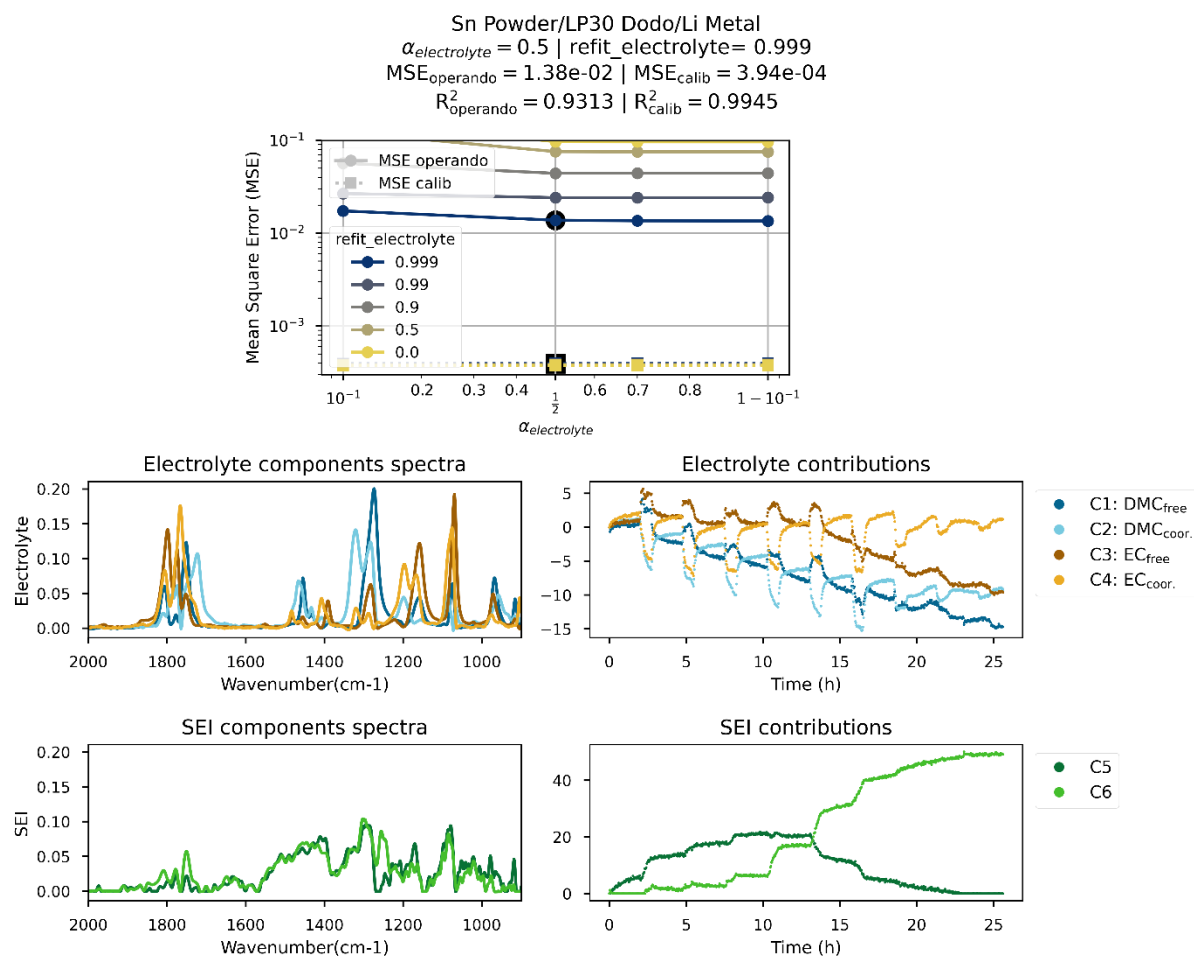 Sn Powder/LP30 Dodo/Li Metal
α_electrolyte = 0.5 | refit_electrolyte= 0.999
MSE_operando = 1.38e-02 | MSE_calib = 3.94e-04
R²_operando = 0.9313 | R²_calib = 0.9945
Mean Square Error (MSE)
10⁻¹
10⁻²
10⁻³
MSE operando
MSE calib
refit_electrolyte
0.999
0.99
0.9
0.5
0.0
10⁻¹ 0.2 0.3 0.4 1/2 0.6 0.7 0.8 1 − 10⁻¹
α_electrolyte
Electrolyte components spectra
Electrolyte
0.20
0.15
0.10
0.05
0.00
2000 1800 1600 1400 1200 1000
Wavenumber(cm-1)
Electrolyte contributions
5
0
−5
−10
−15
0 5 10 15 20 25
Time (h)
C1: DMC_free
C2: DMC_coor.
C3: EC_free
C4: EC_coor.
SEI components spectra
SEI
0.20
0.15
0.10
0.05
0.00
2000 1800 1600 1400 1200 1000
Wavenumber(cm-1)
SEI contributions
40
20
0
0 5 10 15 20 25
Time (h)
C5
C6